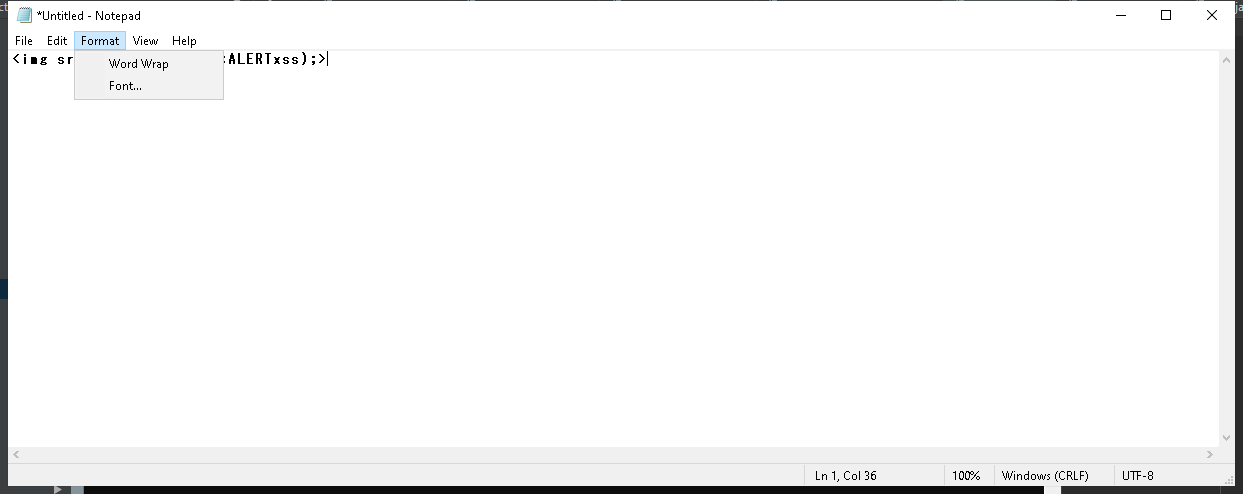 *Untitled - Notepad
File Edit Format View Help
<img sr :ALERTxss);>
Word Wrap
Font...
Ln 1, Col 36 100% Windows (CRLF) UTF-8